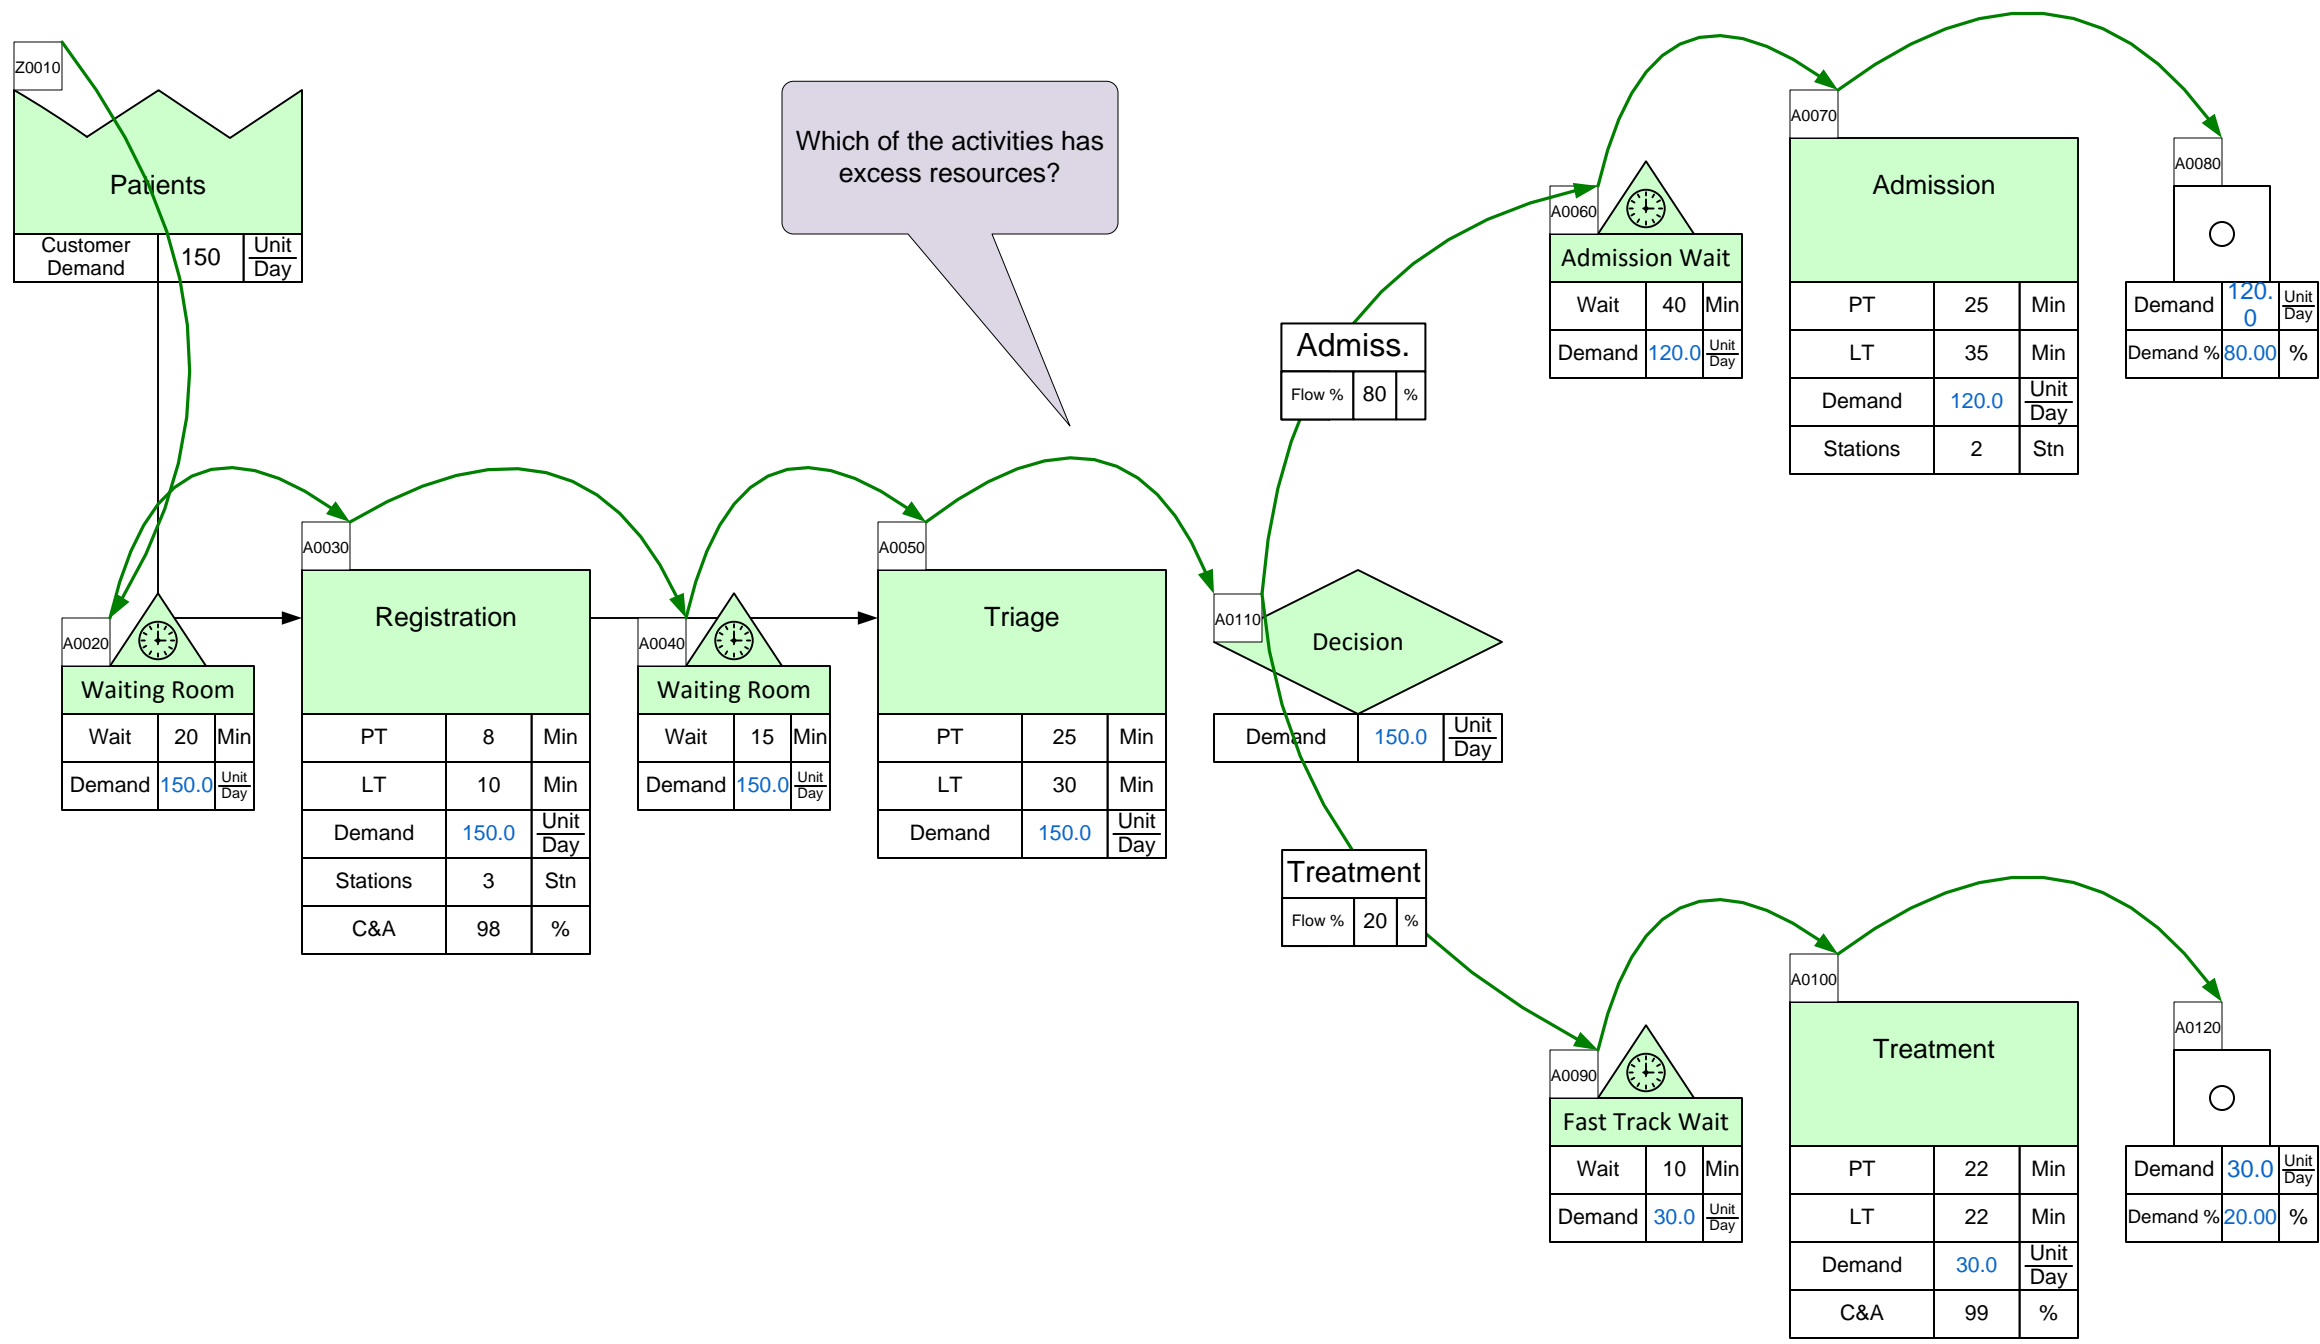 Z0010
Patients
Customer
Demand
150
Unit
Day
Which of the activities has
excess resources?
A0020
Waiting Room
Wait 20 Min
Demand 150.0 Unit
Day
A0030
Registration
PT 8 Min
LT 10 Min
Demand 150.0 Unit
Day
Stations 3 Stn
C&A 98 %
A0040
Waiting Room
Wait 15 Min
Demand 150.0 Unit
Day
A0050
Triage
PT 25 Min
LT 30 Min
Demand 150.0 Unit
Day
A0110
Decision
Demand 150.0 Unit
Day
Admiss.
Flow % 80 %
A0060
Admission Wait
Wait 40 Min
Demand 120.0 Unit
Day
A0070
Admission
PT 25 Min
LT 35 Min
Demand 120.0 Unit
Day
Stations 2 Stn
A0080
Demand 120.
0 Unit
Day
Demand % 80.00 %
Treatment
Flow % 20 %
A0090
Fast Track Wait
Wait 10 Min
Demand 30.0 Unit
Day
A0100
Treatment
PT 22 Min
LT 22 Min
Demand 30.0 Unit
Day
C&A 99 %
A0120
Demand 30.0 Unit
Day
Demand % 20.00 %